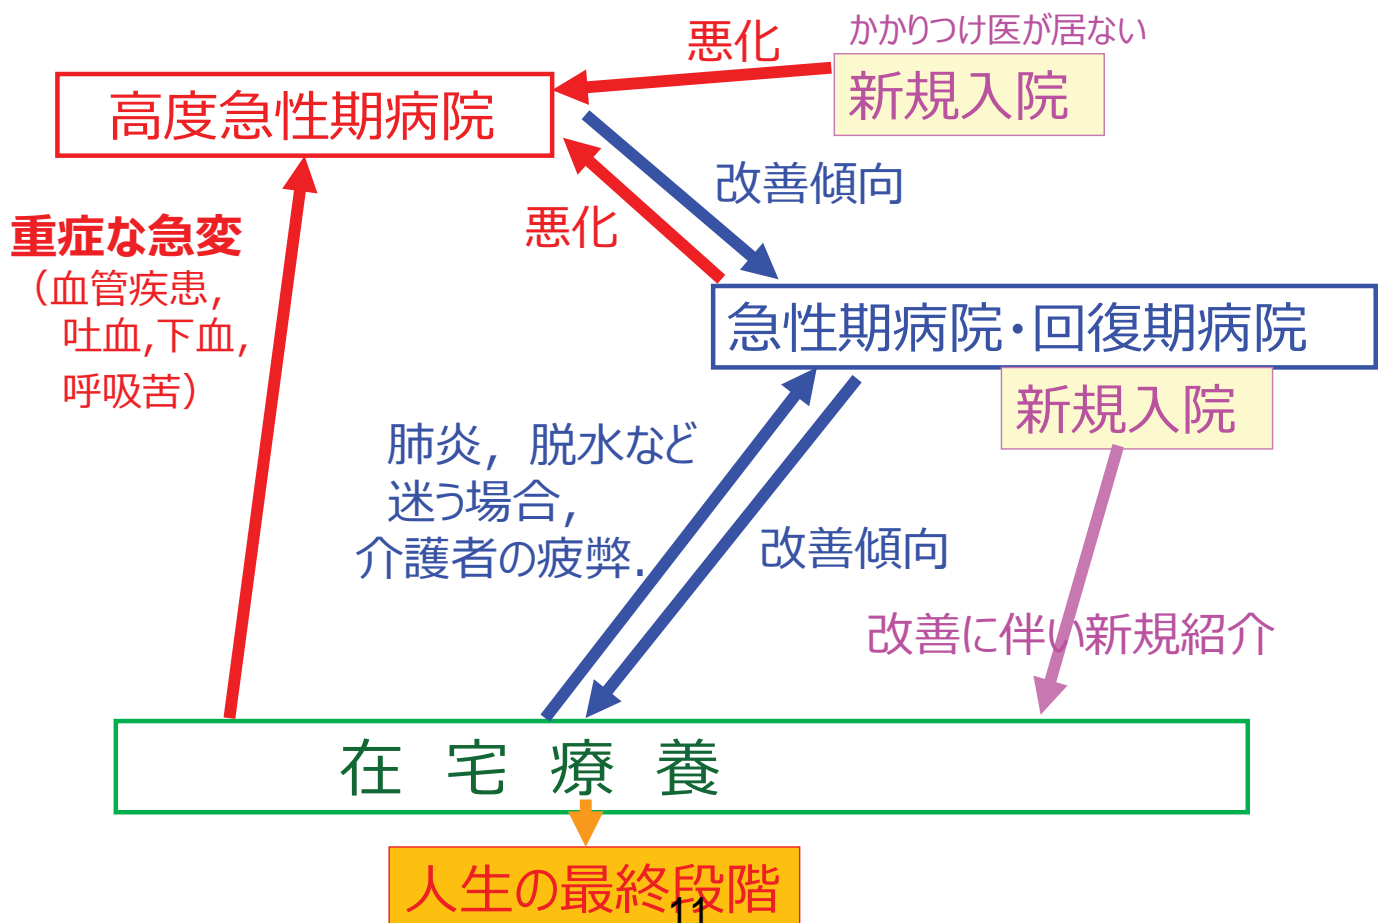 かかりつけ医が居ない
悪化
新規入院
高度急性期病院
改善傾向
悪化
重症な急変
（血管疾患,
吐血,下血,
呼吸苦）
急性期病院・回復期病院
新規入院
肺炎, 脱水など
迷う場合,
介護者の疲弊.
改善傾向
改善に伴い新規紹介
在 宅 療 養
人生の最終段階
11